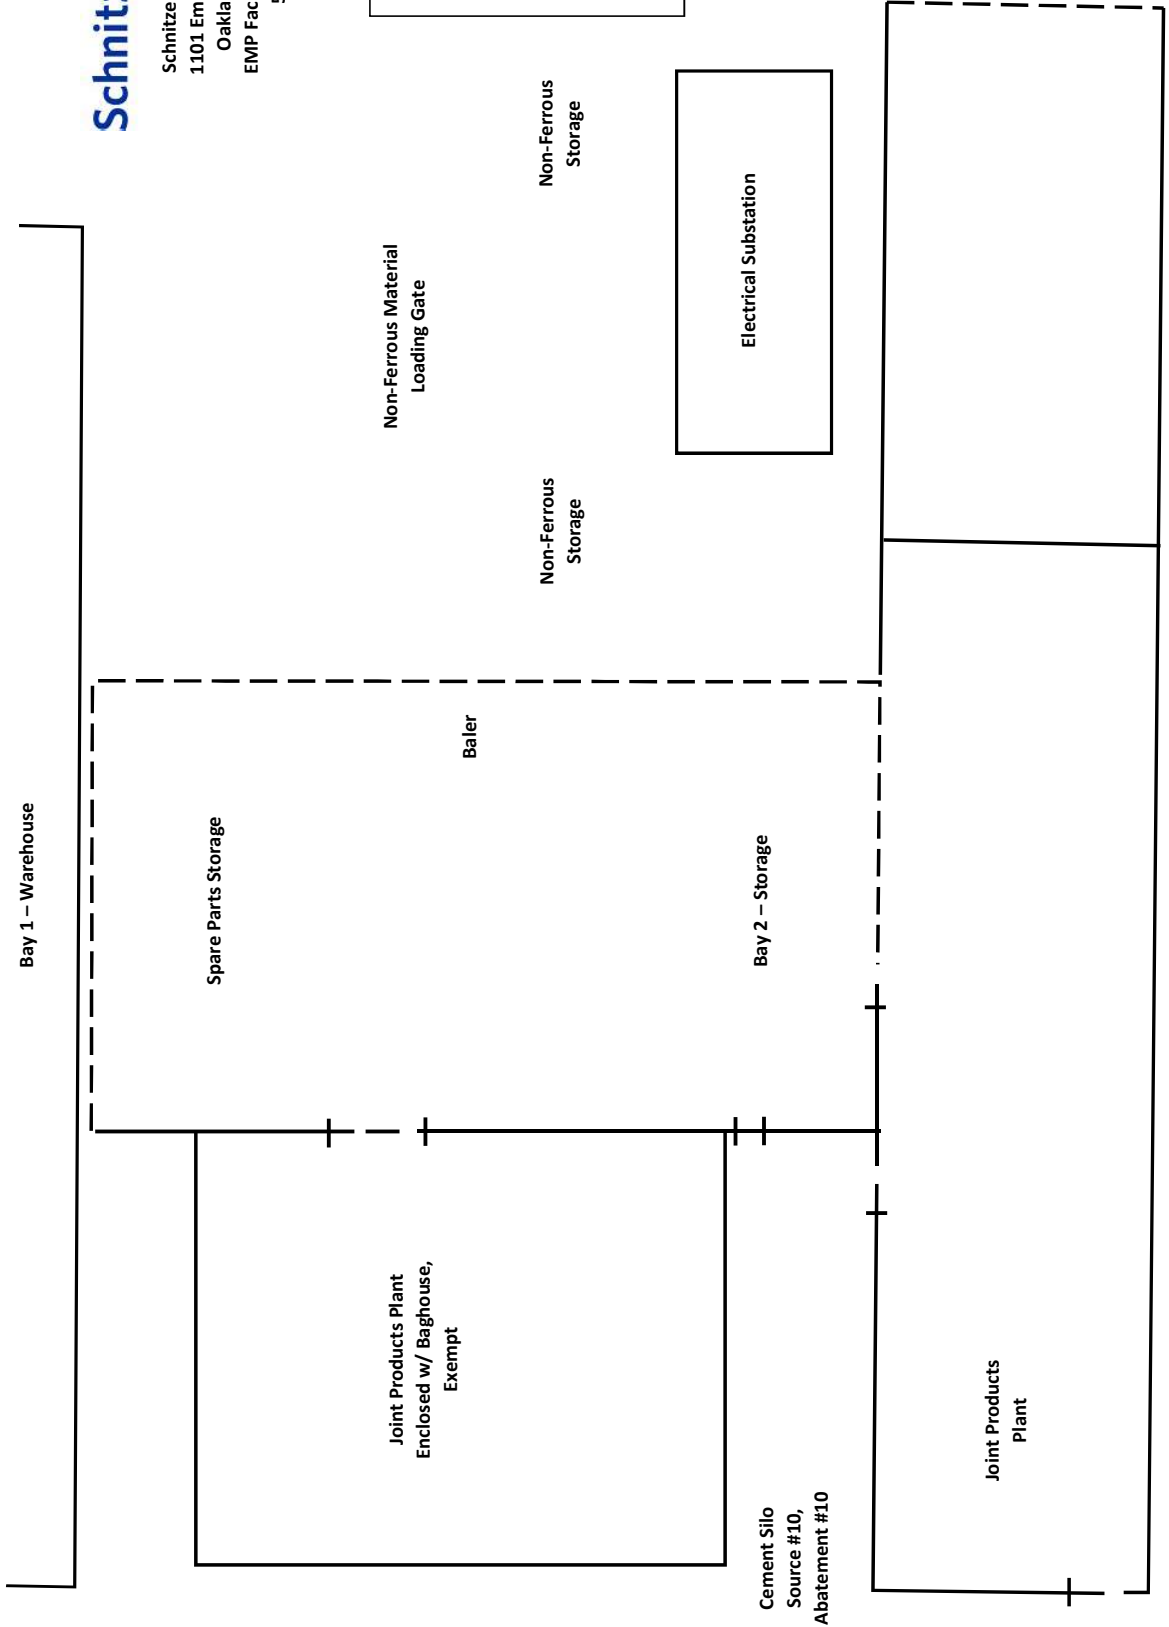 Bay 1 – Warehouse
Schnitz
Schnitze
1101 Em
Oakla
EMP Fac
Spare Parts Storage
Joint Products Plant
Enclosed w/ Baghouse,
Exempt
Baler
Non-Ferrous Material
Loading Gate
Non-Ferrous
Storage
Non-Ferrous
Storage
Cement Silo
Source #10,
Abatement #10
Bay 2 – Storage
Electrical Substation
Joint Products
Plant